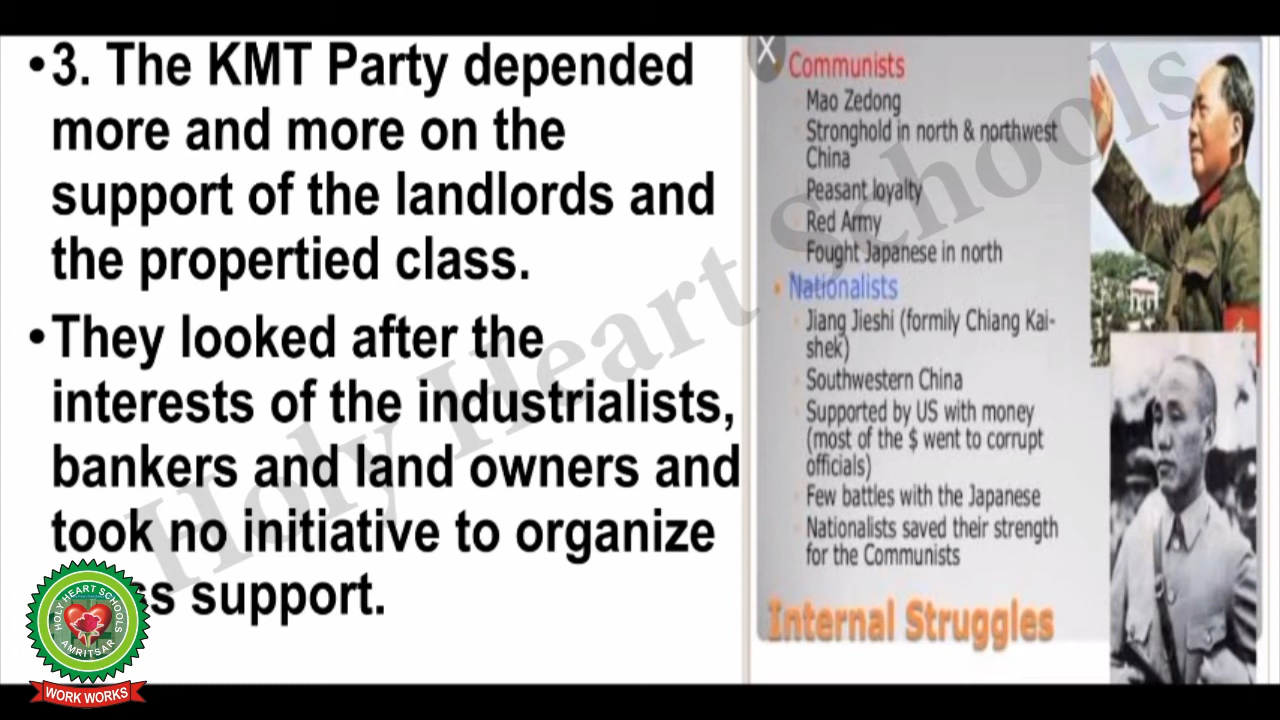 •3. The KMT Party depended
more and more on the
support of the landlords and
the propertied class.
•They looked after the
interests of the industrialists,
bankers and land owners and
took no initiative to organize
support.
X
Communists
Mao Zedong
Stronghold in north & northwest
China
Peasant loyalty
Red Army
Fought Japanese in north
• Nationalists
Jiang Jieshi (formily Chiang Kai-
shek)
Southwestern China
Supported by US with money
(most of the $ went to corrupt
officials)
Few battles with the Japanese
Nationalists saved their strength
for the Communists
Internal Struggles
Holy Heart Schools
HOLY HEART SCHOOLS
AMRITSAR
WORK WORKS